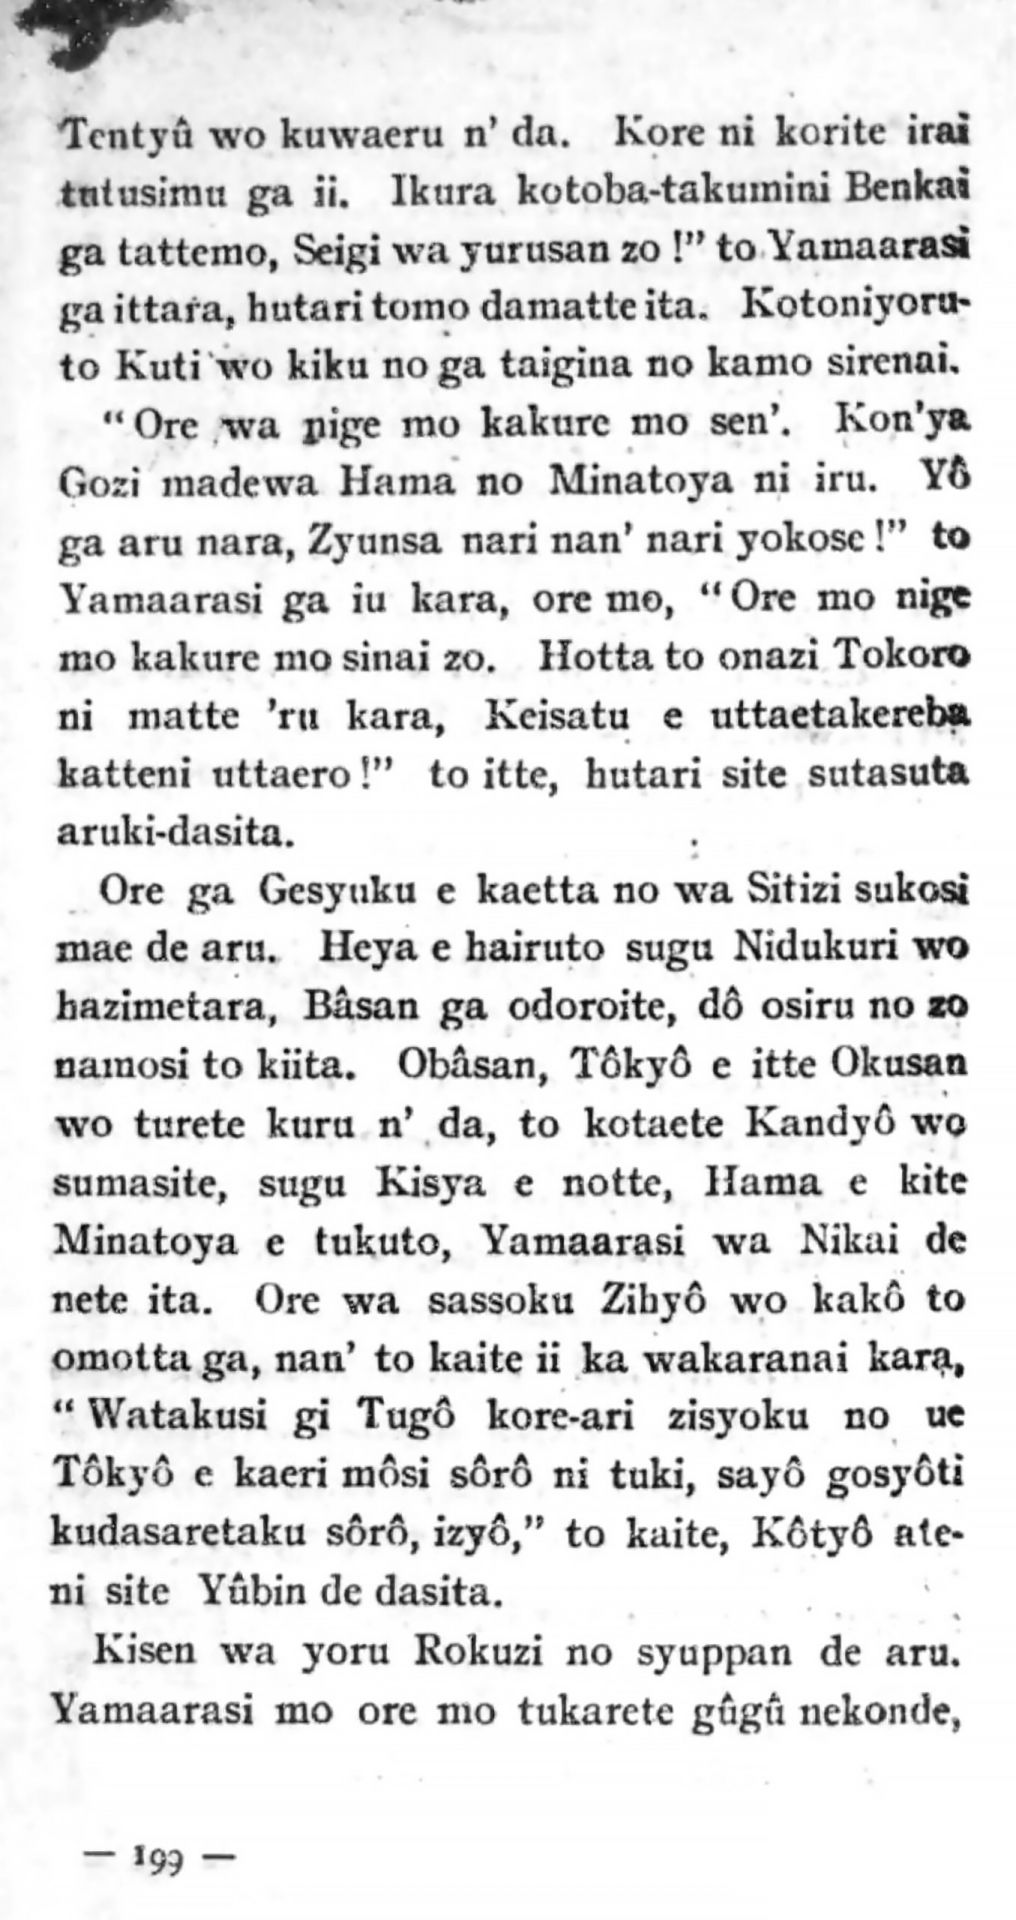 Tentyû wo kuwaeru n’ da. Kore ni korite irai
tutusimu ga ii. Ikura kotoba-takumini Benkai
ga tattemo, Seigi wa yurusan zo !” to Yamaarasi
ga ittara, hutari tomo damatte ita. Kotoniyoru-
to Kuti wo kiku no ga taigina no kamo sirenai.
“Ore wa nige mo kakure mo sen’. Kon’ya
Gozi madewa Hama no Minatoya ni iru. Yô
ga aru nara, Zyunsa nari nan’ nari yokose !” to
Yamaarasi ga iu kara, ore mo, “Ore mo nige
mo kakure mo sinai zo. Hotta to onazi Tokoro
ni matte ’ru kara, Keisatu e uttaetakereba
katteni uttaero !” to itte, hutari site sutasuta
aruki-dasita.
Ore ga Gesyuku e kaetta no wa Sitizi sukosi
mae de aru. Heya e hairuto sugu Nidukuri wo
hazimetara, Bâsan ga odoroite, dô osiru no zo
namosi to kiita. Obâsan, Tôkyô e itte Okusan
wo turete kuru n’ da, to kotaete Kandyô wo
sumasite, sugu Kisya e notte, Hama e kite
Minatoya e tukuto, Yamaarasi wa Nikai de
nete ita. Ore wa sassoku Zihyô wo kakô to
omotta ga, nan’ to kaite ii ka wakaranai kara,
“Watakusi gi Tugô kore-ari zisyoku no ue
Tôkyô e kaeri môsi sôrô ni tuki, sayô gosyôti
kudasaretaku sôrô, izyô,” to kaite, Kôtyô ate-
ni site Yûbin de dasita.
Kisen wa yoru Rokuzi no syuppan de aru.
Yamaarasi mo ore mo tukarete gûgû nekonde,
— 199 —